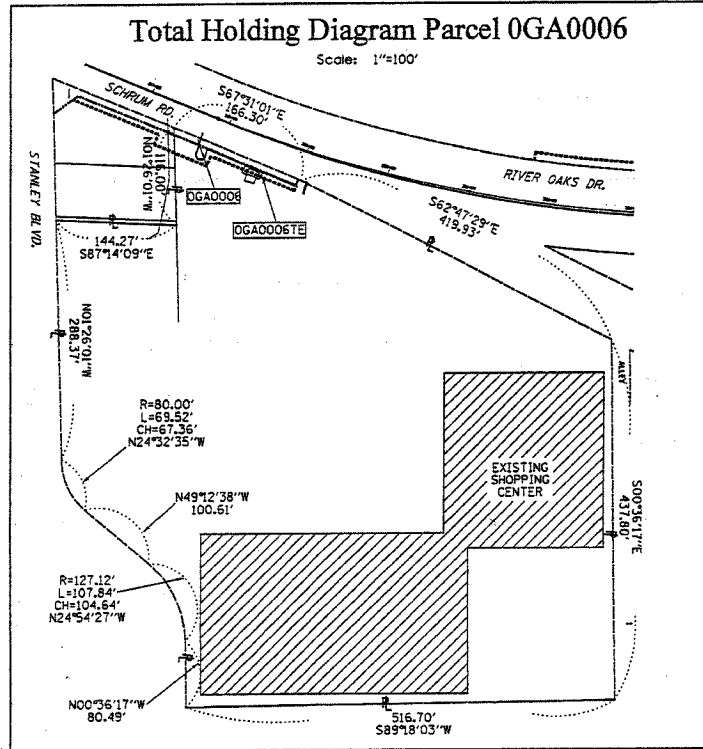 Total Holding Diagram Parcel 0GA0006
Scale: 1"=100'
SCHRUM RD.
S67°31'01"E
166.30'
RIVER OAKS DR.
N01°26'01"W
116.00'
0GA0006
0GA0006TE
S62°47'29"E
419.93'
STANLEY BLVD.
144.27'
S87°14'09"E
N01°26'01"W
288.37'
ALLEY
R=80.00'
L=69.52'
CH=67.36'
N24°32'35"W
EXISTING
SHOPPING
CENTER
N49°12'38"W
100.61'
S00°36'17"E
437.80'
R=127.12'
L=107.84'
CH=104.64'
N24°54'27"W
N00°36'17"W
80.49'
516.70'
S89°18'03"W